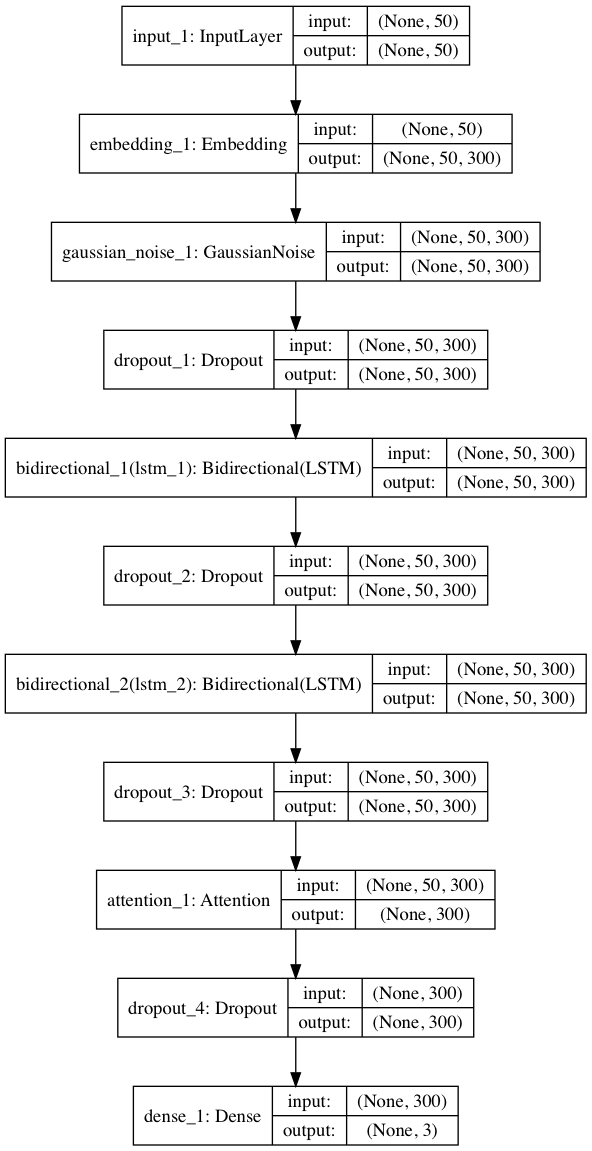 input_1: InputLayer
input: (None, 50)
output: (None, 50)
embedding_1: Embedding
input: (None, 50)
output: (None, 50, 300)
gaussian_noise_1: GaussianNoise
input: (None, 50, 300)
output: (None, 50, 300)
dropout_1: Dropout
input: (None, 50, 300)
output: (None, 50, 300)
bidirectional_1(lstm_1): Bidirectional(LSTM)
input: (None, 50, 300)
output: (None, 50, 300)
dropout_2: Dropout
input: (None, 50, 300)
output: (None, 50, 300)
bidirectional_2(lstm_2): Bidirectional(LSTM)
input: (None, 50, 300)
output: (None, 50, 300)
dropout_3: Dropout
input: (None, 50, 300)
output: (None, 50, 300)
attention_1: Attention
input: (None, 50, 300)
output: (None, 300)
dropout_4: Dropout
input: (None, 300)
output: (None, 300)
dense_1: Dense
input: (None, 300)
output: (None, 3)